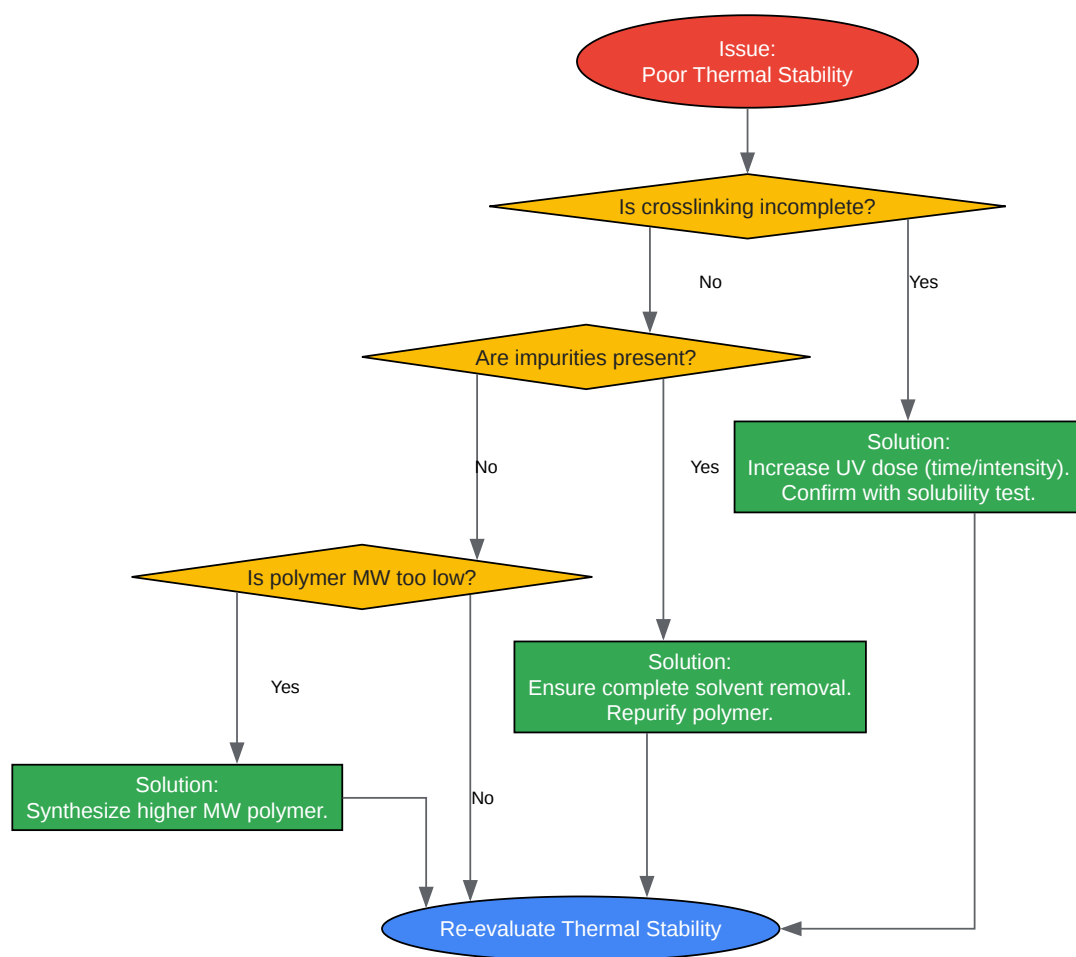 Issue:
Poor Thermal Stability
Is crosslinking incomplete?
No
Yes
Are impurities present?
Solution:
Increase UV dose (time/intensity).
Confirm with solubility test.
No
Yes
Is polymer MW too low?
Solution:
Ensure complete solvent removal.
Repurify polymer.
Yes
Solution:
Synthesize higher MW polymer.
No
Re-evaluate Thermal Stability